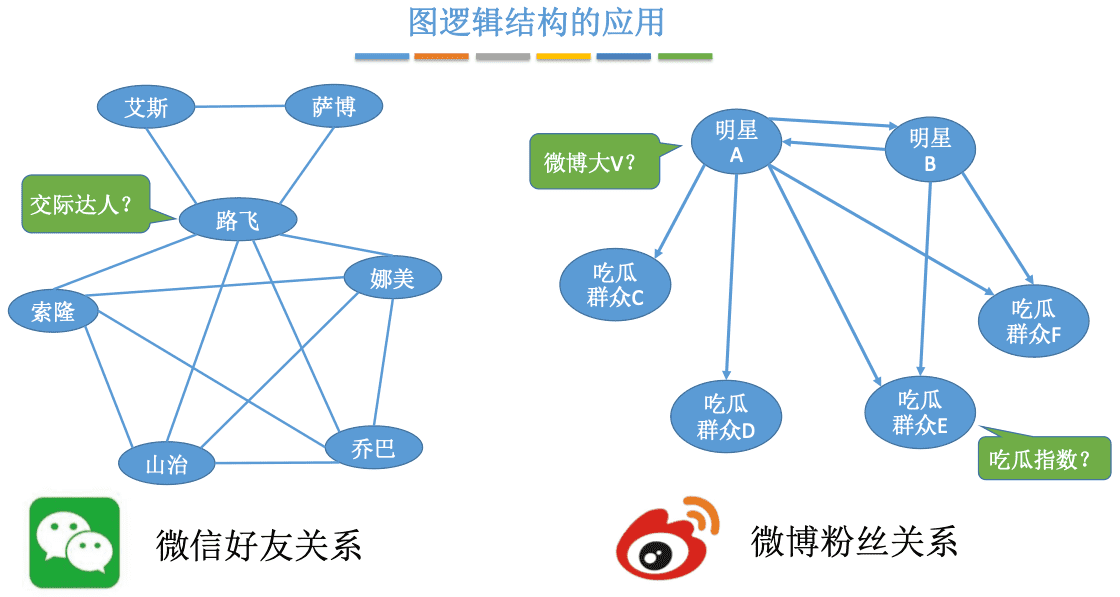 图逻辑结构的应用
艾斯
萨博
交际达人？
路飞
娜美
索隆
山治
乔巴
微信好友关系
微博大V？
明星
A
明星
B
吃瓜
群众C
吃瓜
群众F
吃瓜
群众D
吃瓜
群众E
吃瓜指数？
微博粉丝关系